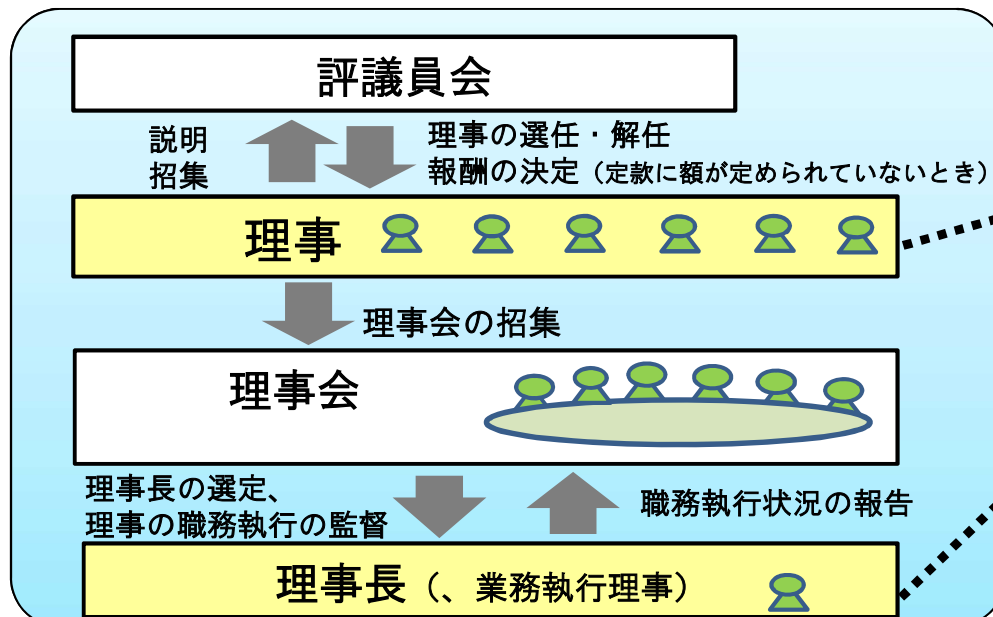 評議員会
説明
招集
理事の選任・解任
報酬の決定（定款に額が定められていないとき）
理事
理事会の招集
理事会
理事長の選定、
理事の職務執行の監督
職務執行状況の報告
理事長（、業務執行理事）